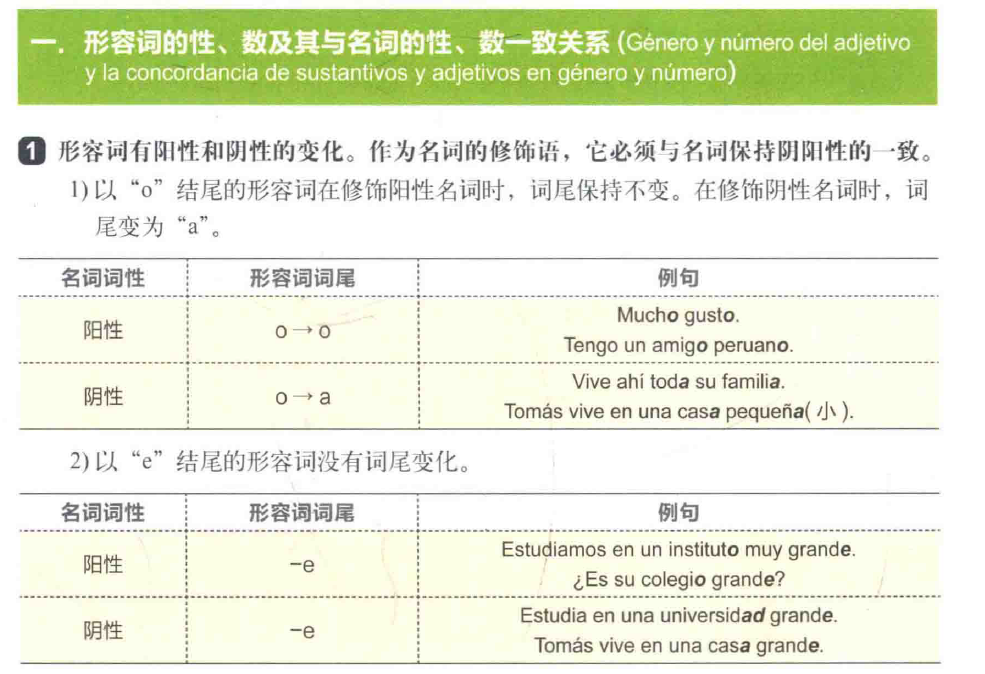 一. 形容词的性、数及其与名词的性、数一致关系 (Género y número del adjetivo
y la concordancia de sustantivos y adjetivos en género y número)
1 形容词有阳性和阴性的变化。作为名词的修饰语，它必须与名词保持阴阳性的一致。
1) 以“o”结尾的形容词在修饰阳性名词时，词尾保持不变。在修饰阴性名词时，词
尾变为“a”。
名词词性 形容词词尾 例句
阳性 o→o Mucho gusto.
Tengo un amigo peruano.
阴性 o→a Vive ahí toda su familia.
Tomás vive en una casa pequeña( 小 ).
2) 以“e”结尾的形容词没有词尾变化。
名词词性 形容词词尾 例句
阳性 -e Estudiamos en un instituto muy grande.
¿Es su colegio grande?
阴性 -e Estudia en una universidad grande.
Tomás vive en una casa grande.